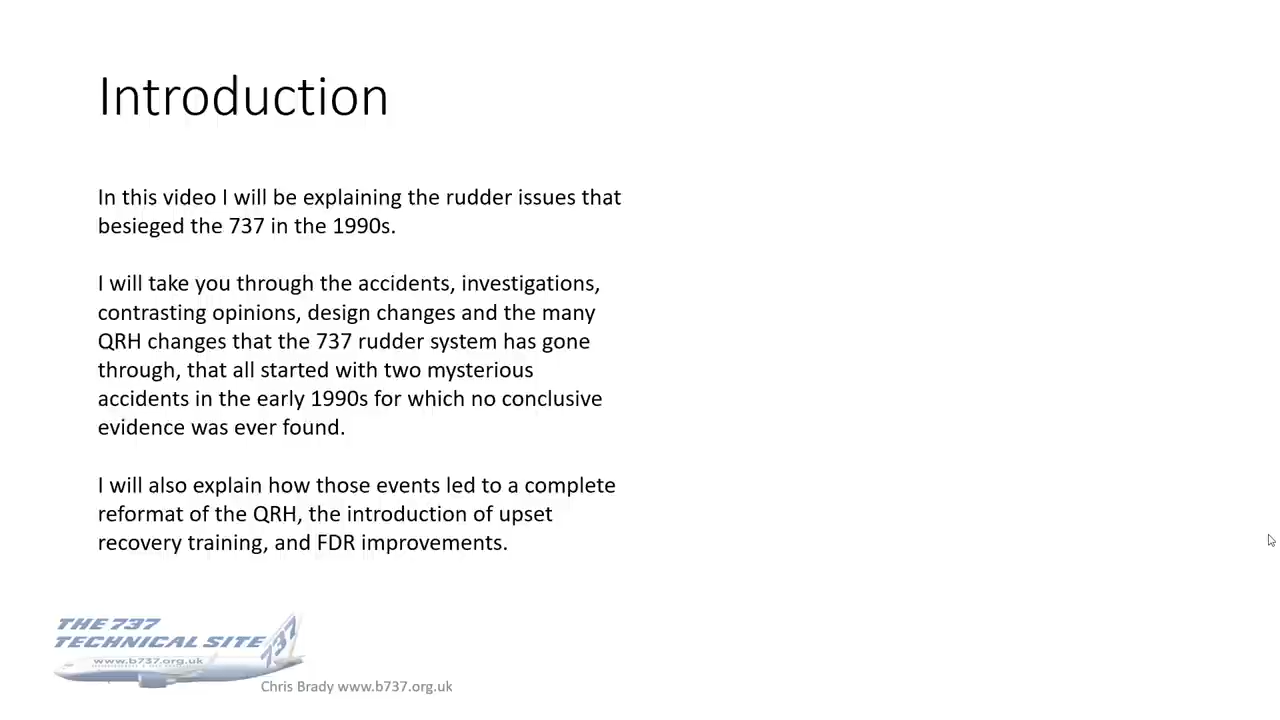 Introduction
In this video I will be explaining the rudder issues that
besieged the 737 in the 1990s.
I will take you through the accidents, investigations,
contrasting opinions, design changes and the many
QRH changes that the 737 rudder system has gone
through, that all started with two mysterious
accidents in the early 1990s for which no conclusive
evidence was ever found.
I will also explain how those events led to a complete
reformat of the QRH, the introduction of upset
recovery training, and FDR improvements.
THE 737
TECHNICAL SITE
737
www.b737.org.uk
Chris Brady www.b737.org.uk